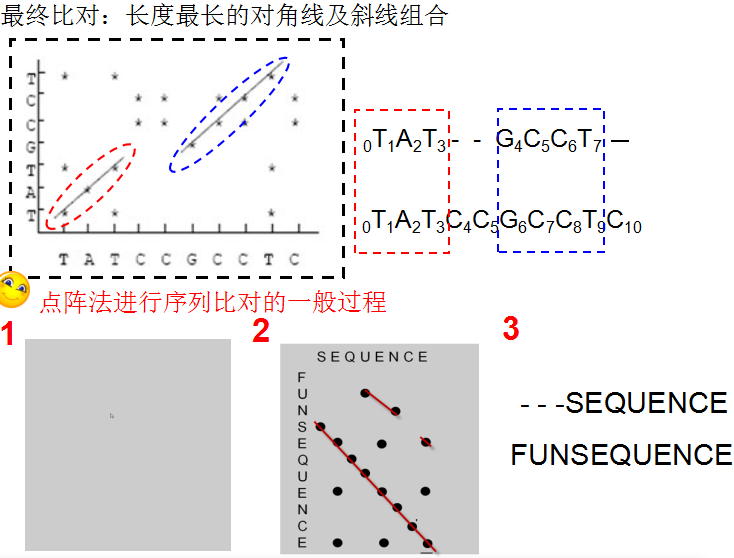 最终比对：长度最长的对角线及斜线组合
T
C
C
G
T
A
T
T A T C C G C C T C
0T1A2T3- - G4C5C6T7 —
0T1A2T3C4C5G6C7C8T9C10
点阵法进行序列比对的一般过程
1
2
3
SEQUENCE
F
U
N
S
E
Q
U
E
N
C
E
- - -SEQUENCE
FUNSEQUENCE